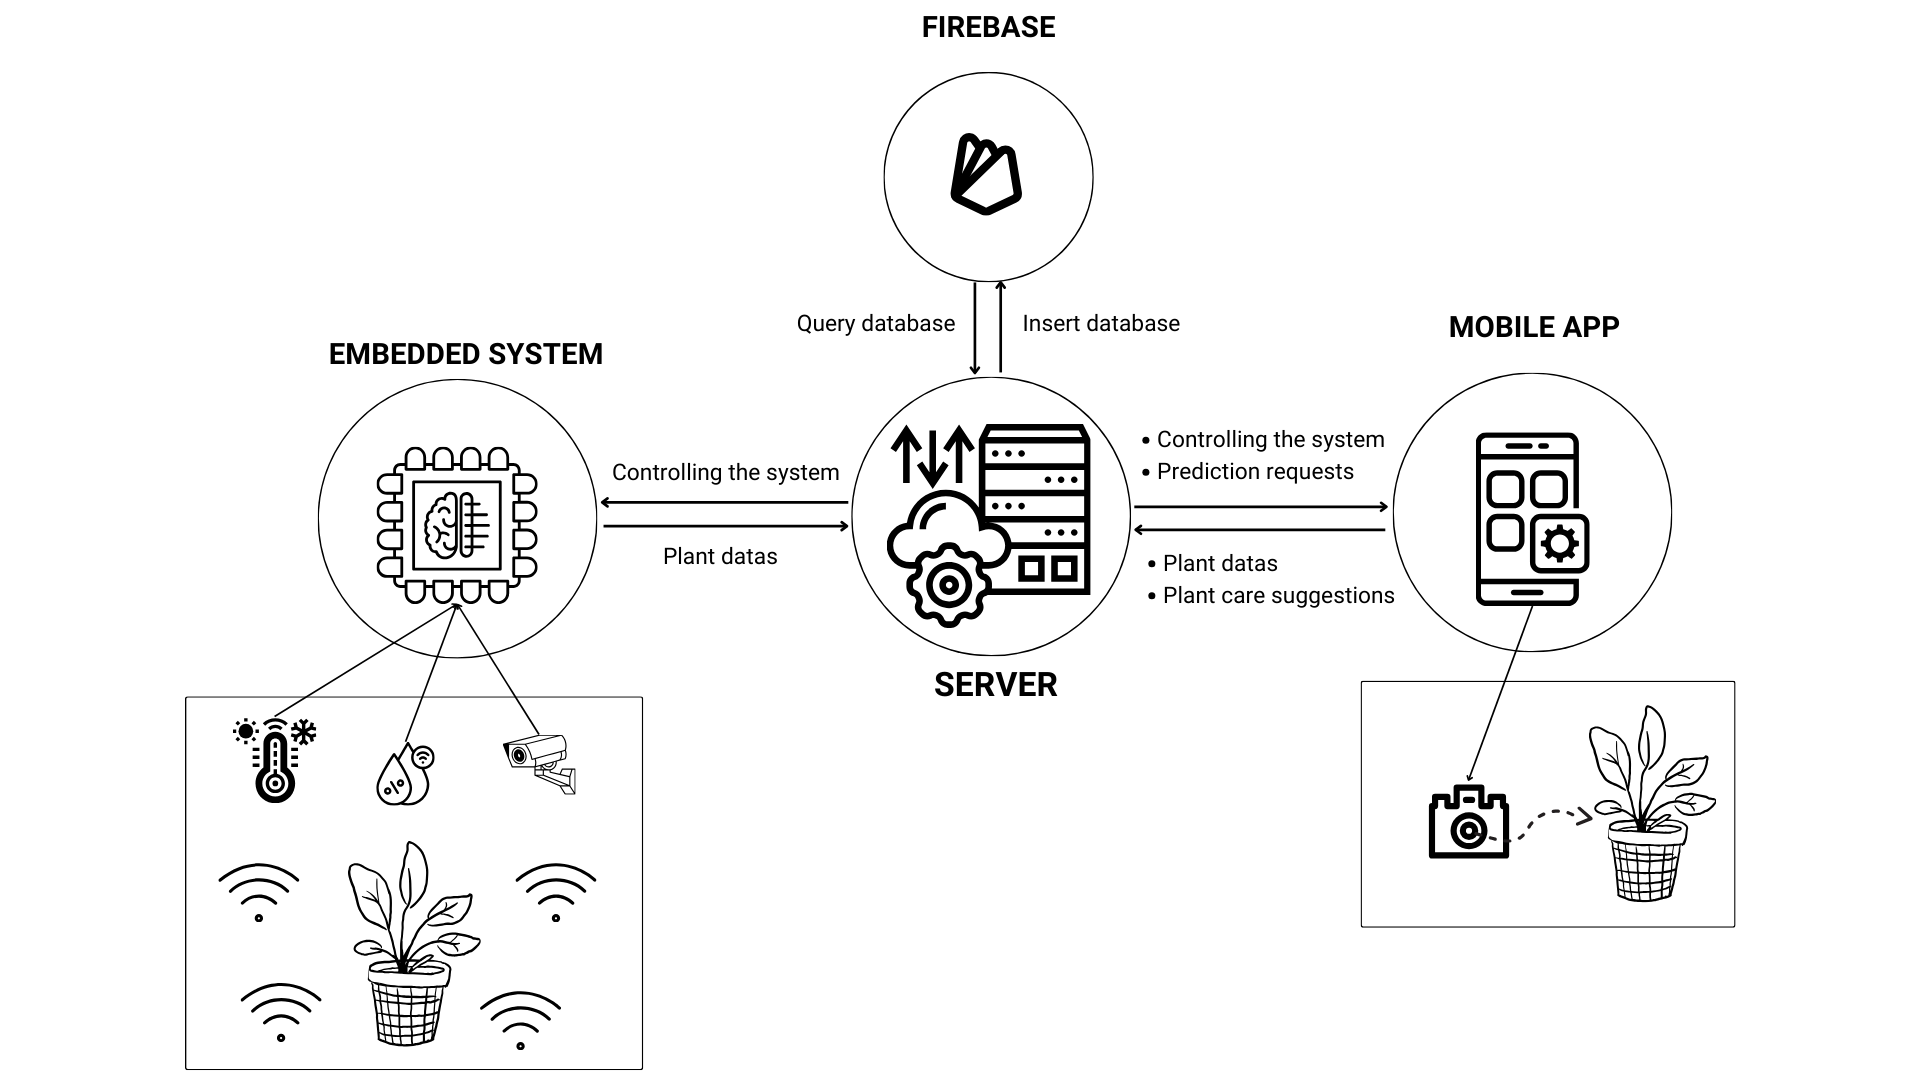 FIREBASE
Query database
Insert database
EMBEDDED SYSTEM
MOBILE APP
Controlling the system
Plant datas
• Controlling the system
• Prediction requests
• Plant datas
• Plant care suggestions
SERVER
%